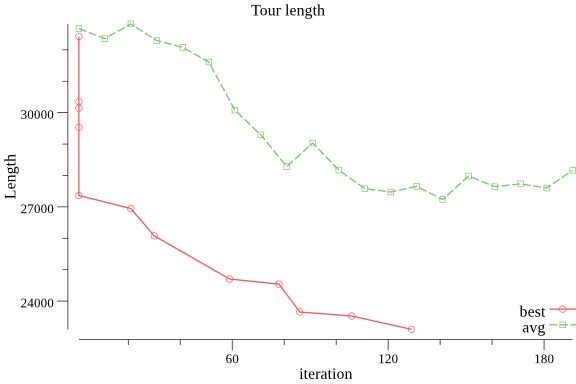 Tour length
Length
30000
27000
24000
best
avg
60
120
180
iteration